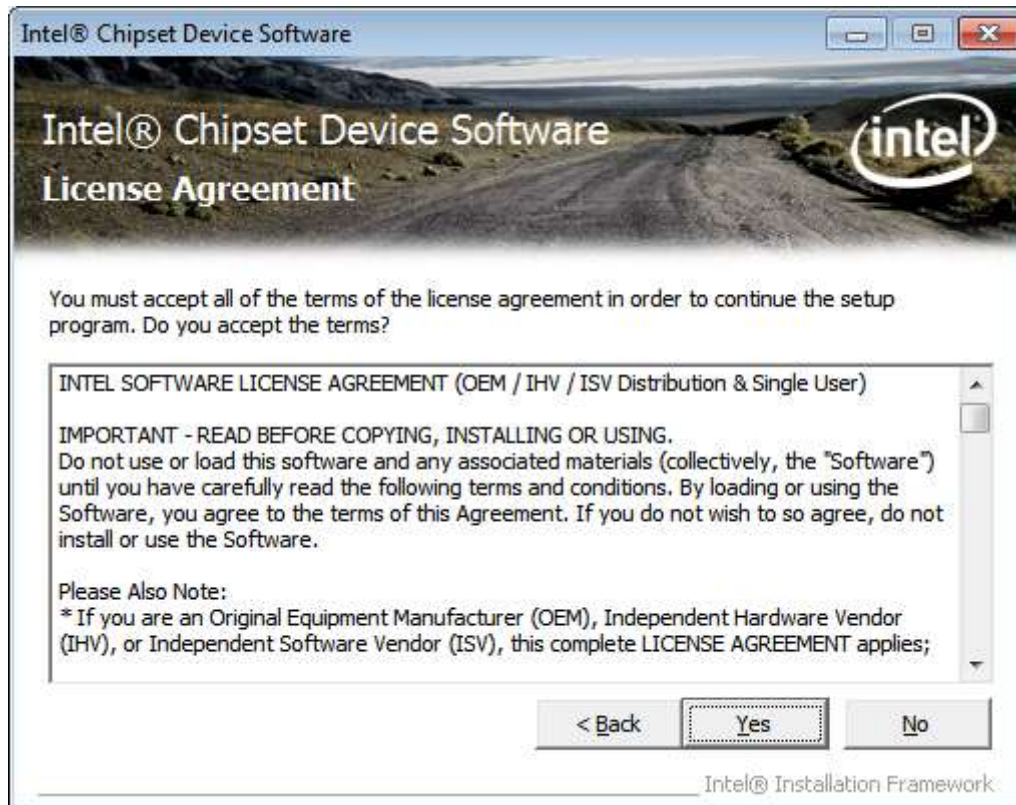 Intel® Chipset Device Software
Intel® Chipset Device Software
intel
License Agreement
You must accept all of the terms of the license agreement in order to continue the setup
program. Do you accept the terms?
INTEL SOFTWARE LICENSE AGREEMENT (OEM / IHV / ISV Distribution & Single User)
IMPORTANT - READ BEFORE COPYING, INSTALLING OR USING.
Do not use or load this software and any associated materials (collectively, the "Software")
until you have carefully read the following terms and conditions. By loading or using the
Software, you agree to the terms of this Agreement. If you do not wish to so agree, do not
install or use the Software.
Please Also Note:
* If you are an Original Equipment Manufacturer (OEM), Independent Hardware Vendor
(IHV), or Independent Software Vendor (ISV), this complete LICENSE AGREEMENT applies;
< Back
Yes
No
Intel® Installation Framework